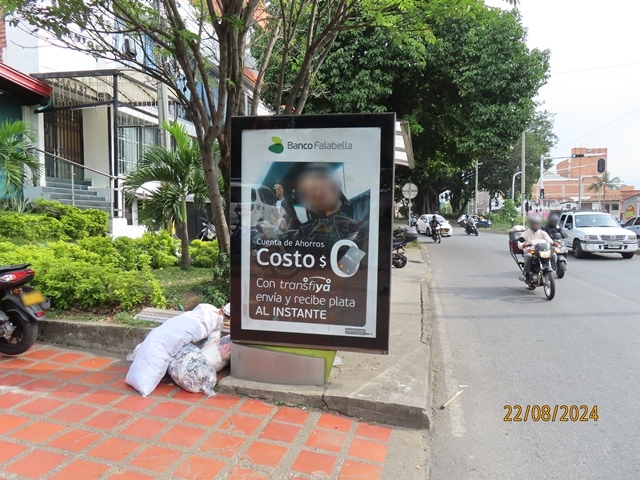 Banco Falabella
Cuenta de Ahorros
Costo $0
Con transfiya
envía y recibe plata
AL INSTANTE
22/08/2024